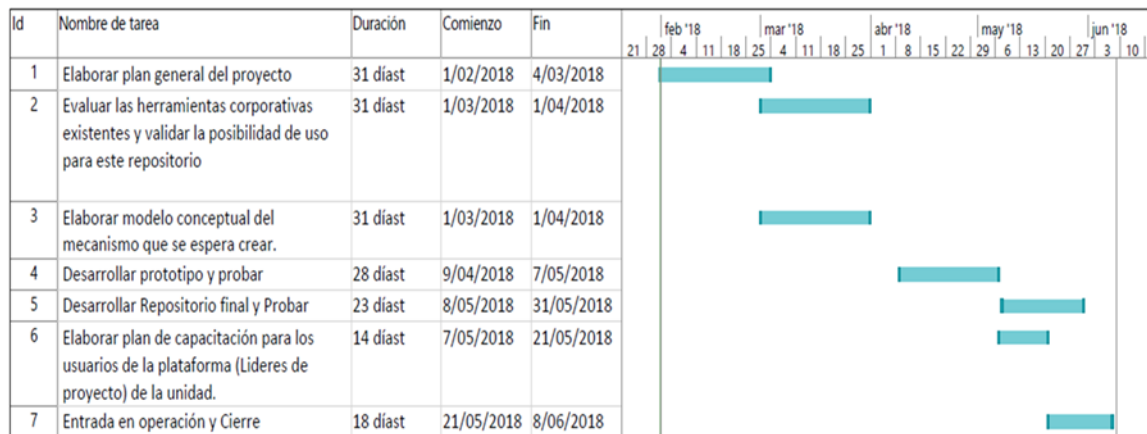 Id Nombre de tarea Duración Comienzo Fin feb '18 mar '18 abr '18 may '18 jun '18
21 28 4 11 18 25 4 11 18 25 1 8 15 22 29 6 13 20 27 3 10
1 Elaborar plan general del proyecto 31 díast 1/02/2018 4/03/2018
2 Evaluar las herramientas corporativas 31 díast 1/03/2018 1/04/2018
existentes y validar la posibilidad de uso
para este repositorio
3 Elaborar modelo conceptual del 31 díast 1/03/2018 1/04/2018
mecanismo que se espera crear.
4 Desarrollar prototipo y probar 28 díast 9/04/2018 7/05/2018
5 Desarrollar Repositorio final y Probar 23 díast 8/05/2018 31/05/2018
6 Elaborar plan de capacitación para los 14 díast 7/05/2018 21/05/2018
usuarios de la plataforma (Lideres de
proyecto) de la unidad.
7 Entrada en operación y Cierre 18 díast 21/05/2018 8/06/2018